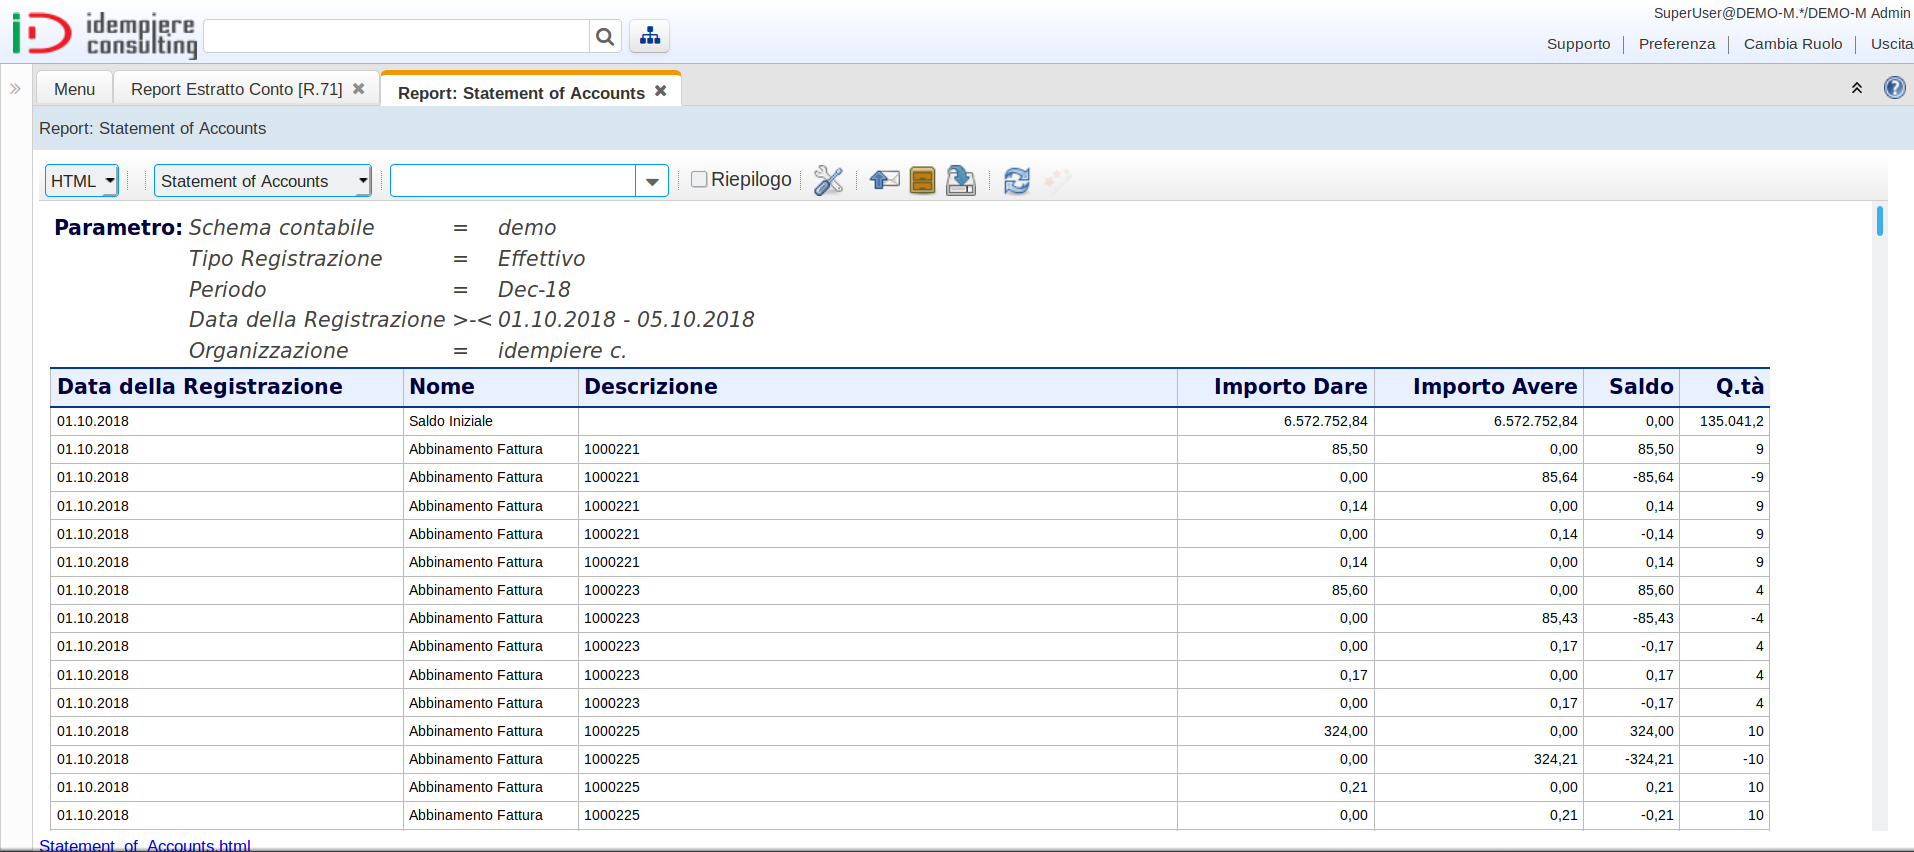 idempiere
consulting
SuperUser@DEMO-M.*/DEMO-M Admin
Supporto Preferenza Cambia Ruolo Uscita
Menu Report Estratto Conto [R.71] Report: Statement of Accounts
Report: Statement of Accounts
HTML Statement of Accounts Riepilogo
Parametro: Schema contabile = demo
Tipo Registrazione = Effettivo
Periodo = Dec-18
Data della Registrazione >-< 01.10.2018 - 05.10.2018
Organizzazione = idempiere c.
Data della Registrazione Nome Descrizione Importo Dare Importo Avere Saldo Q.tà
01.10.2018 Saldo Iniziale 6.572.752,84 6.572.752,84 0,00 135.041,2
01.10.2018 Abbinamento Fattura 1000221 85,50 0,00 85,50 9
01.10.2018 Abbinamento Fattura 1000221 0,00 85,64 -85,64 -9
01.10.2018 Abbinamento Fattura 1000221 0,14 0,00 0,14 9
01.10.2018 Abbinamento Fattura 1000221 0,00 0,14 -0,14 9
01.10.2018 Abbinamento Fattura 1000221 0,14 0,00 0,14 9
01.10.2018 Abbinamento Fattura 1000223 85,60 0,00 85,60 4
01.10.2018 Abbinamento Fattura 1000223 0,00 85,43 -85,43 -4
01.10.2018 Abbinamento Fattura 1000223 0,00 0,17 -0,17 4
01.10.2018 Abbinamento Fattura 1000223 0,17 0,00 0,17 4
01.10.2018 Abbinamento Fattura 1000223 0,00 0,17 -0,17 4
01.10.2018 Abbinamento Fattura 1000225 324,00 0,00 324,00 10
01.10.2018 Abbinamento Fattura 1000225 0,00 324,21 -324,21 -10
01.10.2018 Abbinamento Fattura 1000225 0,21 0,00 0,21 10
01.10.2018 Abbinamento Fattura 1000225 0,00 0,21 -0,21 10
Statement_of_Accounts.html